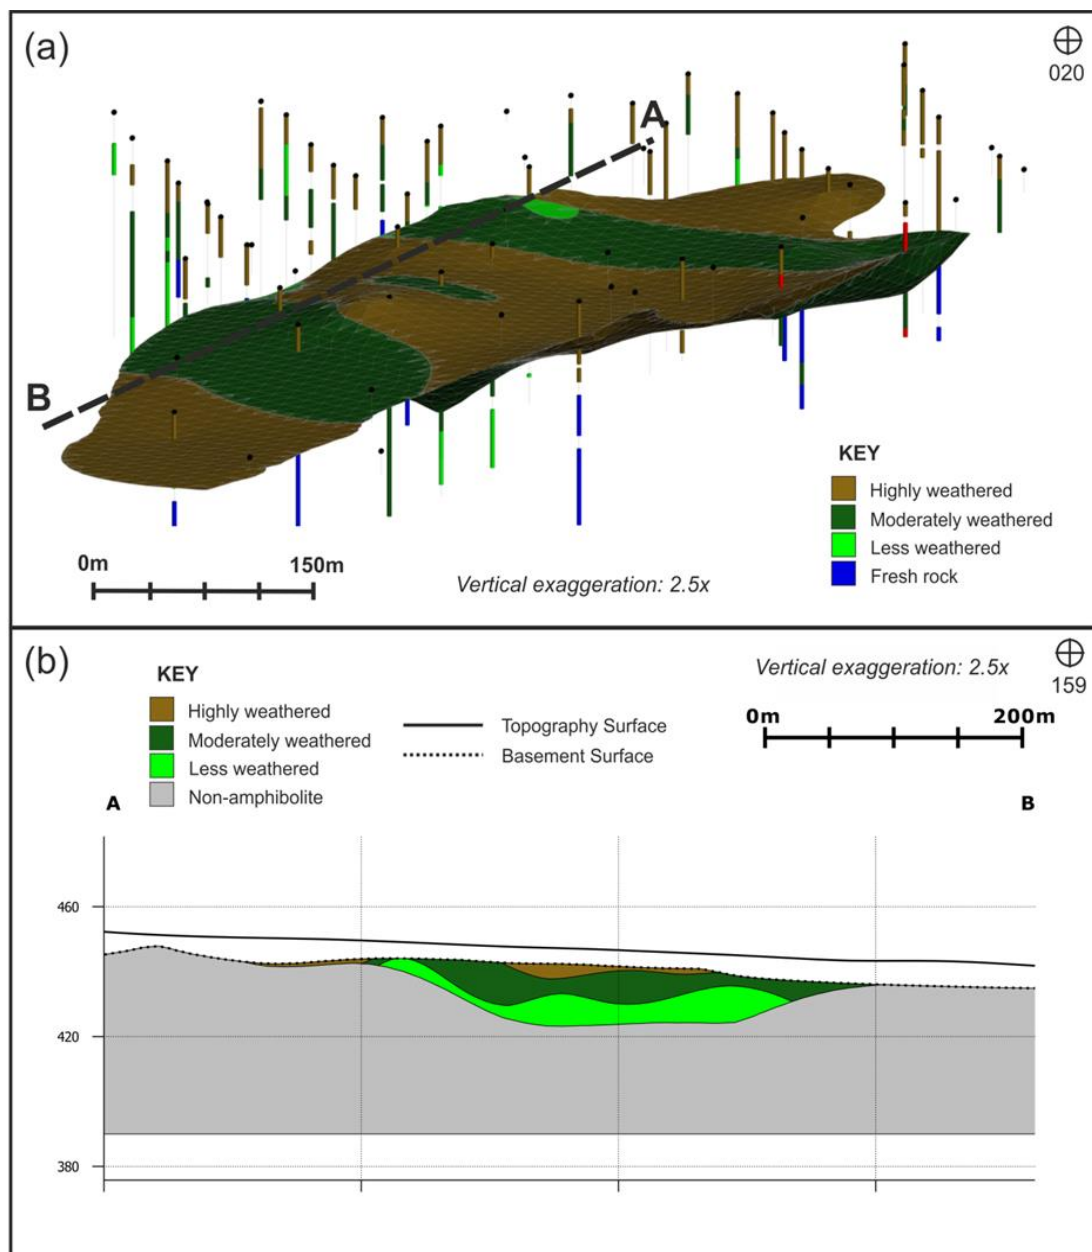 (a)
020
A
B
KEY
Highly weathered
Moderately weathered
Less weathered
Fresh rock
0m 150m
Vertical exaggeration: 2.5x
(b)
KEY
Highly weathered
Moderately weathered
Less weathered
Non-amphibolite
Topography Surface
Basement Surface
Vertical exaggeration: 2.5x
159
0m 200m
A B
460
420
380